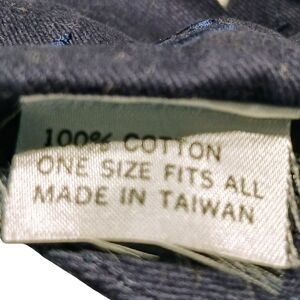 100% COTTON
ONE SIZE FITS ALL
MADE IN TAIWAN